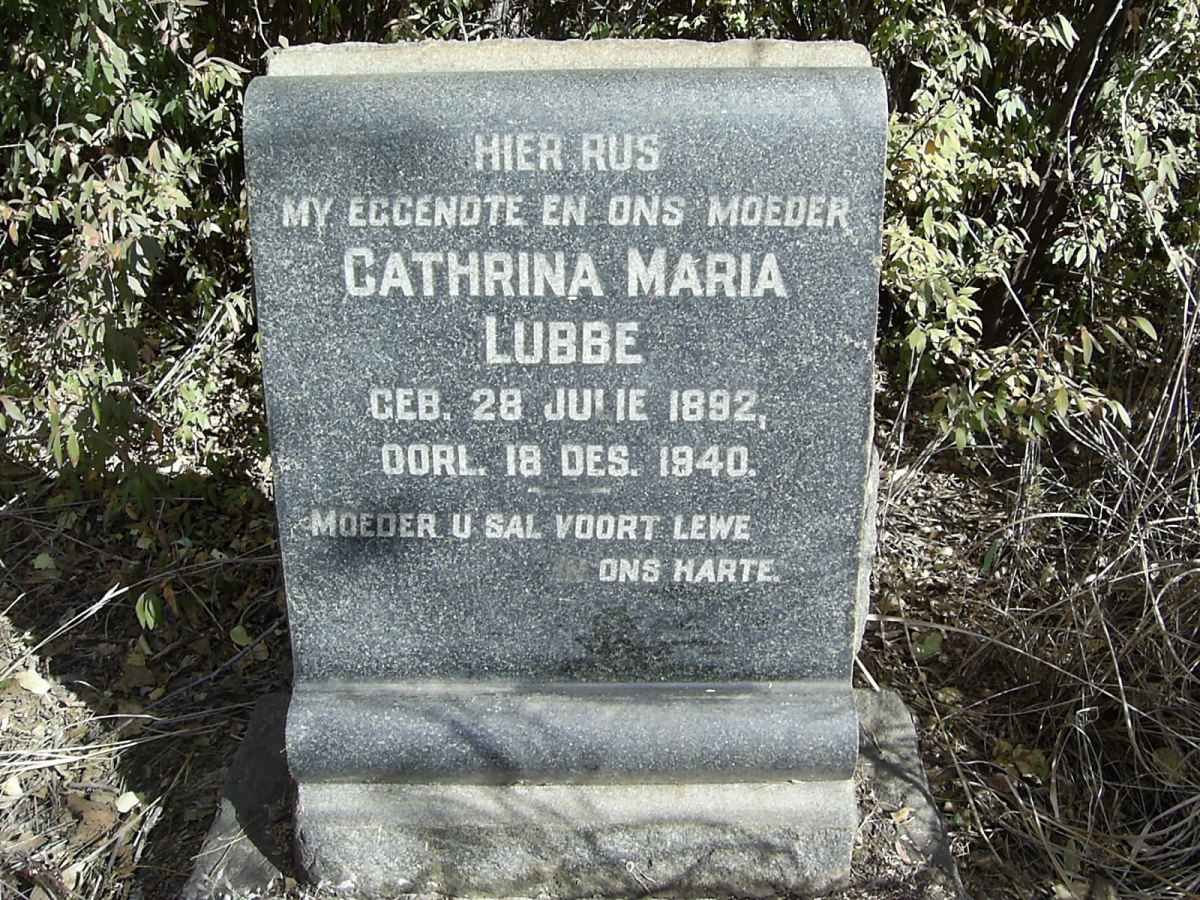 HIER RUS
MY EGGENOTE EN ONS MOEDER
CATHRINA MARIA
LUBBE
GEB. 28 JULIE 1892,
OORL. 18 DES. 1940.
MOEDER U SAL VOORT LEWE
IN ONS HARTE.